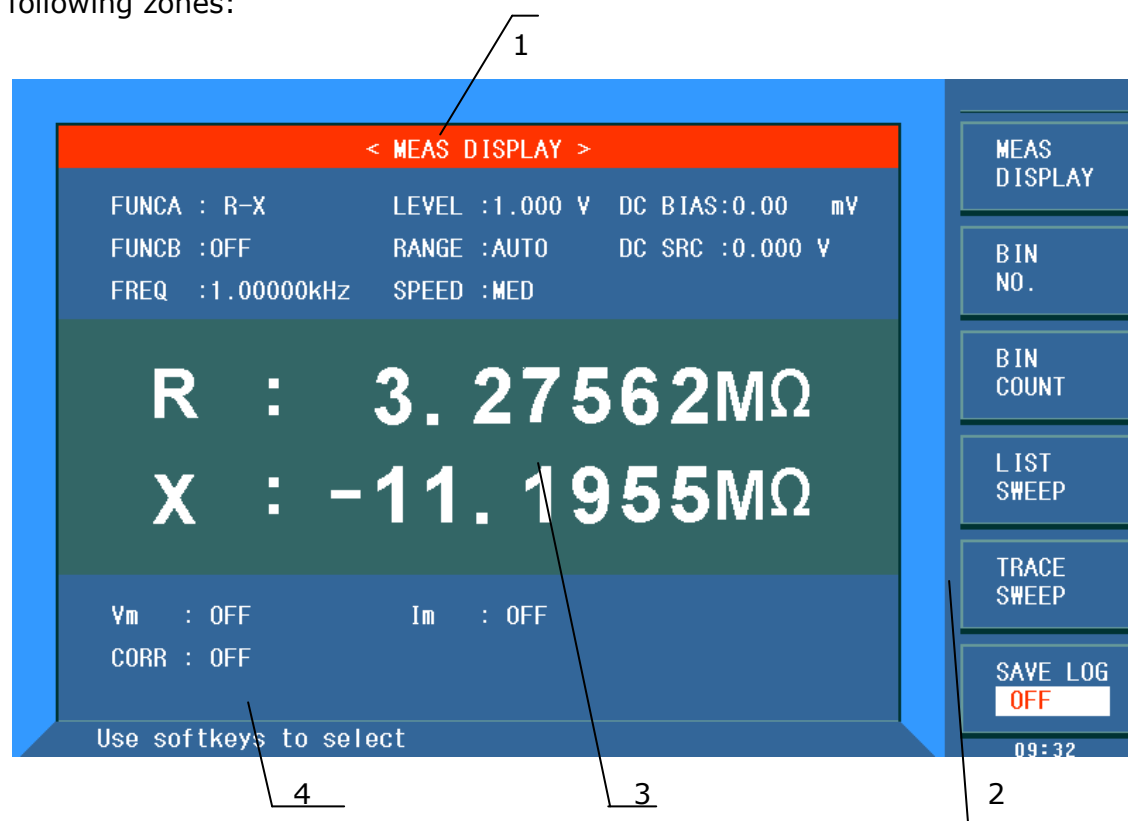 following zones:
1
< MEAS DISPLAY >
FUNCA : R-X LEVEL :1.000 V DC BIAS:0.00 mV
FUNCB :OFF RANGE :AUTO DC SRC :0.000 V
FREQ :1.00000kHz SPEED :MED
R : 3.27562MΩ
X : -11.1955MΩ
Vm : OFF Im : OFF
CORR : OFF
Use softkeys to select
MEAS
DISPLAY
BIN
NO.
BIN
COUNT
LIST
SWEEP
TRACE
SWEEP
SAVE LOG
OFF
09:32
4 3 2